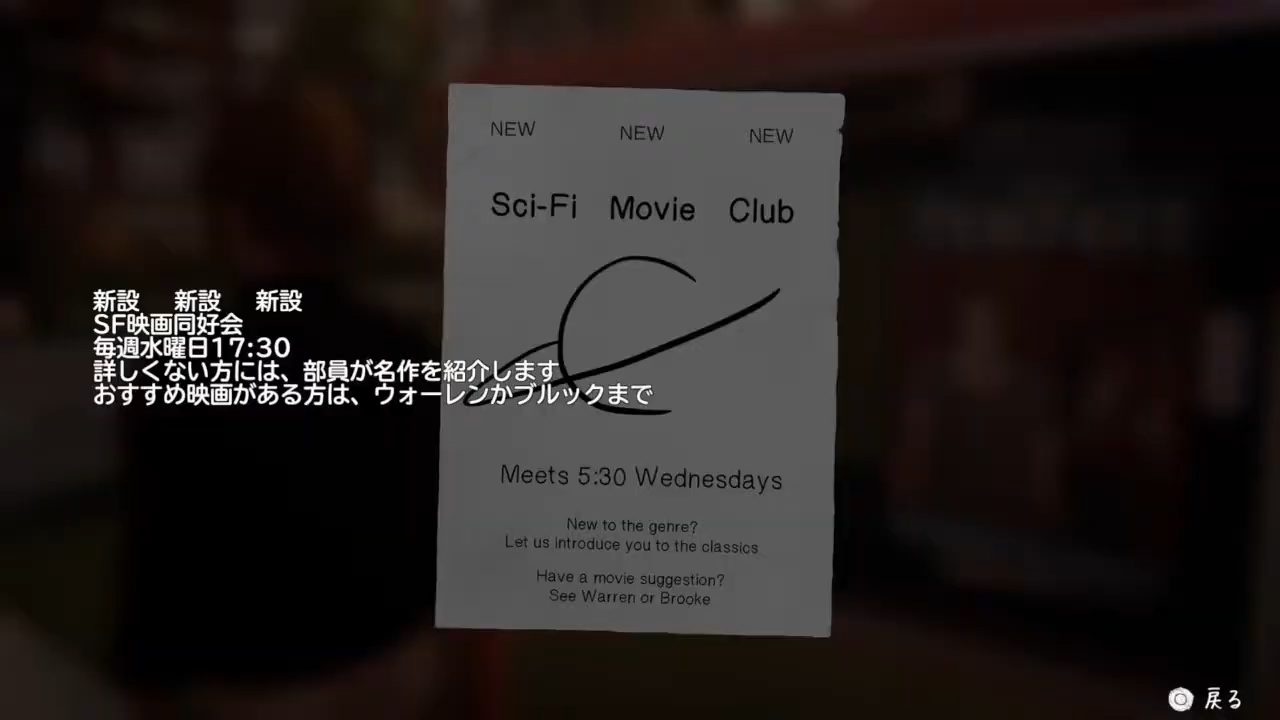 NEW NEW NEW
Sci-Fi Movie Club
新設 新設 新設
SF映画同好会
毎週水曜日17:30
詳しくない方には、部員が名作を紹介します
おすすめ映画がある方は、ウォーレンかブルックまで
Meets 5:30 Wednesdays
New to the genre?
Let us introduce you to the classics
Have a movie suggestion?
See Warren or Brooke
戻る